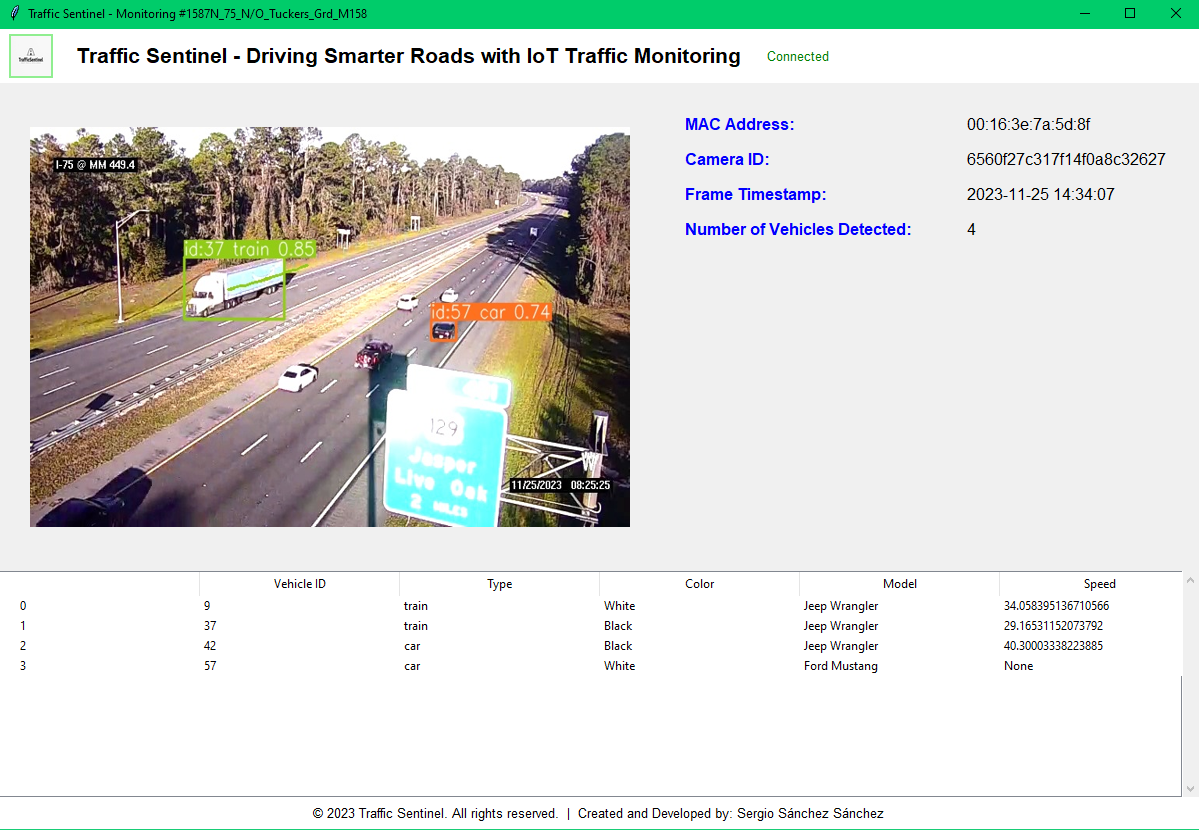 Traffic Sentinel - Monitoring #1587N_75_N/O_Tuckers_Grd_M158
TrafficSentinel
Traffic Sentinel - Driving Smarter Roads with IoT Traffic Monitoring
Connected
MAC Address: 00:16:3e:7a:5d:8f
Camera ID: 6560f27c317f14f0a8c32627
Frame Timestamp: 2023-11-25 14:34:07
Number of Vehicles Detected: 4
I-75 @ MM 449.4
id:37 train 0.85
id:57 car 0.74
129
Jasper
Live Oak
2 MILES
W
11/25/2023 08:25:25
Vehicle ID Type Color Model Speed
0 9 train White Jeep Wrangler 34.058395136710566
1 37 train Black Jeep Wrangler 29.16531152073792
2 42 car Black Jeep Wrangler 40.30003338223885
3 57 car White Ford Mustang None
© 2023 Traffic Sentinel. All rights reserved. | Created and Developed by: Sergio Sánchez Sánchez